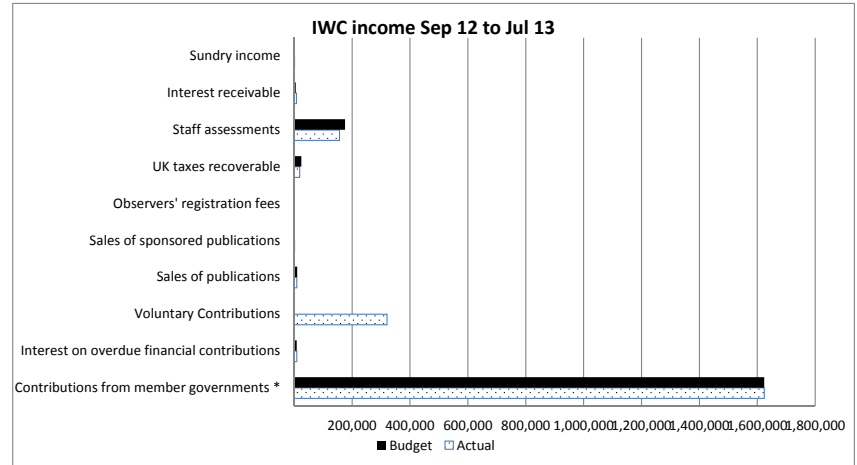 IWC income Sep 12 to Jul 13
Sundry income
Interest receivable
Staff assessments
UK taxes recoverable
Observers' registration fees
Sales of sponsored publications
Sales of publications
Voluntary Contributions
Interest on overdue financial contributions
Contributions from member governments *
200,000 400,000 600,000 800,000 1,000,000 1,200,000 1,400,000 1,600,000 1,800,000
Budget Actual